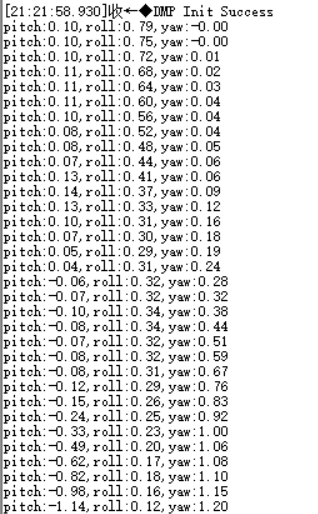 [21:21:58.930]收←◆DMP Init Success
pitch:0.10,roll:0.79,yaw:-0.00
pitch:0.10,roll:0.75,yaw:-0.00
pitch:0.10,roll:0.72,yaw:0.01
pitch:0.11,roll:0.68,yaw:0.02
pitch:0.11,roll:0.64,yaw:0.03
pitch:0.11,roll:0.60,yaw:0.04
pitch:0.10,roll:0.56,yaw:0.04
pitch:0.08,roll:0.52,yaw:0.04
pitch:0.08,roll:0.48,yaw:0.05
pitch:0.07,roll:0.44,yaw:0.06
pitch:0.13,roll:0.41,yaw:0.06
pitch:0.14,roll:0.37,yaw:0.09
pitch:0.13,roll:0.33,yaw:0.12
pitch:0.10,roll:0.31,yaw:0.16
pitch:0.07,roll:0.30,yaw:0.18
pitch:0.05,roll:0.29,yaw:0.19
pitch:0.04,roll:0.31,yaw:0.24
pitch:-0.06,roll:0.32,yaw:0.28
pitch:-0.07,roll:0.32,yaw:0.32
pitch:-0.10,roll:0.34,yaw:0.38
pitch:-0.08,roll:0.34,yaw:0.44
pitch:-0.07,roll:0.32,yaw:0.51
pitch:-0.08,roll:0.32,yaw:0.59
pitch:-0.08,roll:0.31,yaw:0.67
pitch:-0.12,roll:0.29,yaw:0.76
pitch:-0.15,roll:0.26,yaw:0.83
pitch:-0.24,roll:0.25,yaw:0.92
pitch:-0.33,roll:0.23,yaw:1.00
pitch:-0.49,roll:0.20,yaw:1.06
pitch:-0.62,roll:0.17,yaw:1.08
pitch:-0.82,roll:0.18,yaw:1.10
pitch:-0.98,roll:0.16,yaw:1.15
pitch:-1.14,roll:0.12,yaw:1.20